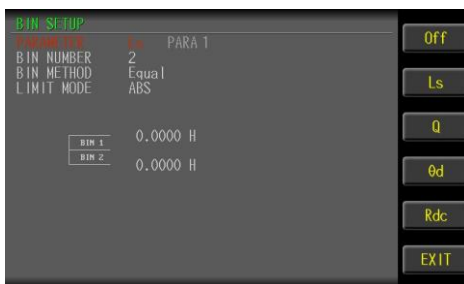 BIN SETUP
PARAMETER Ls PARA 1
BIN NUMBER 2
BIN METHOD Equal
LIMIT MODE ABS
BIN 1 0.0000 H
BIN 2 0.0000 H
Off
Ls
Q
θd
Rdc
EXIT